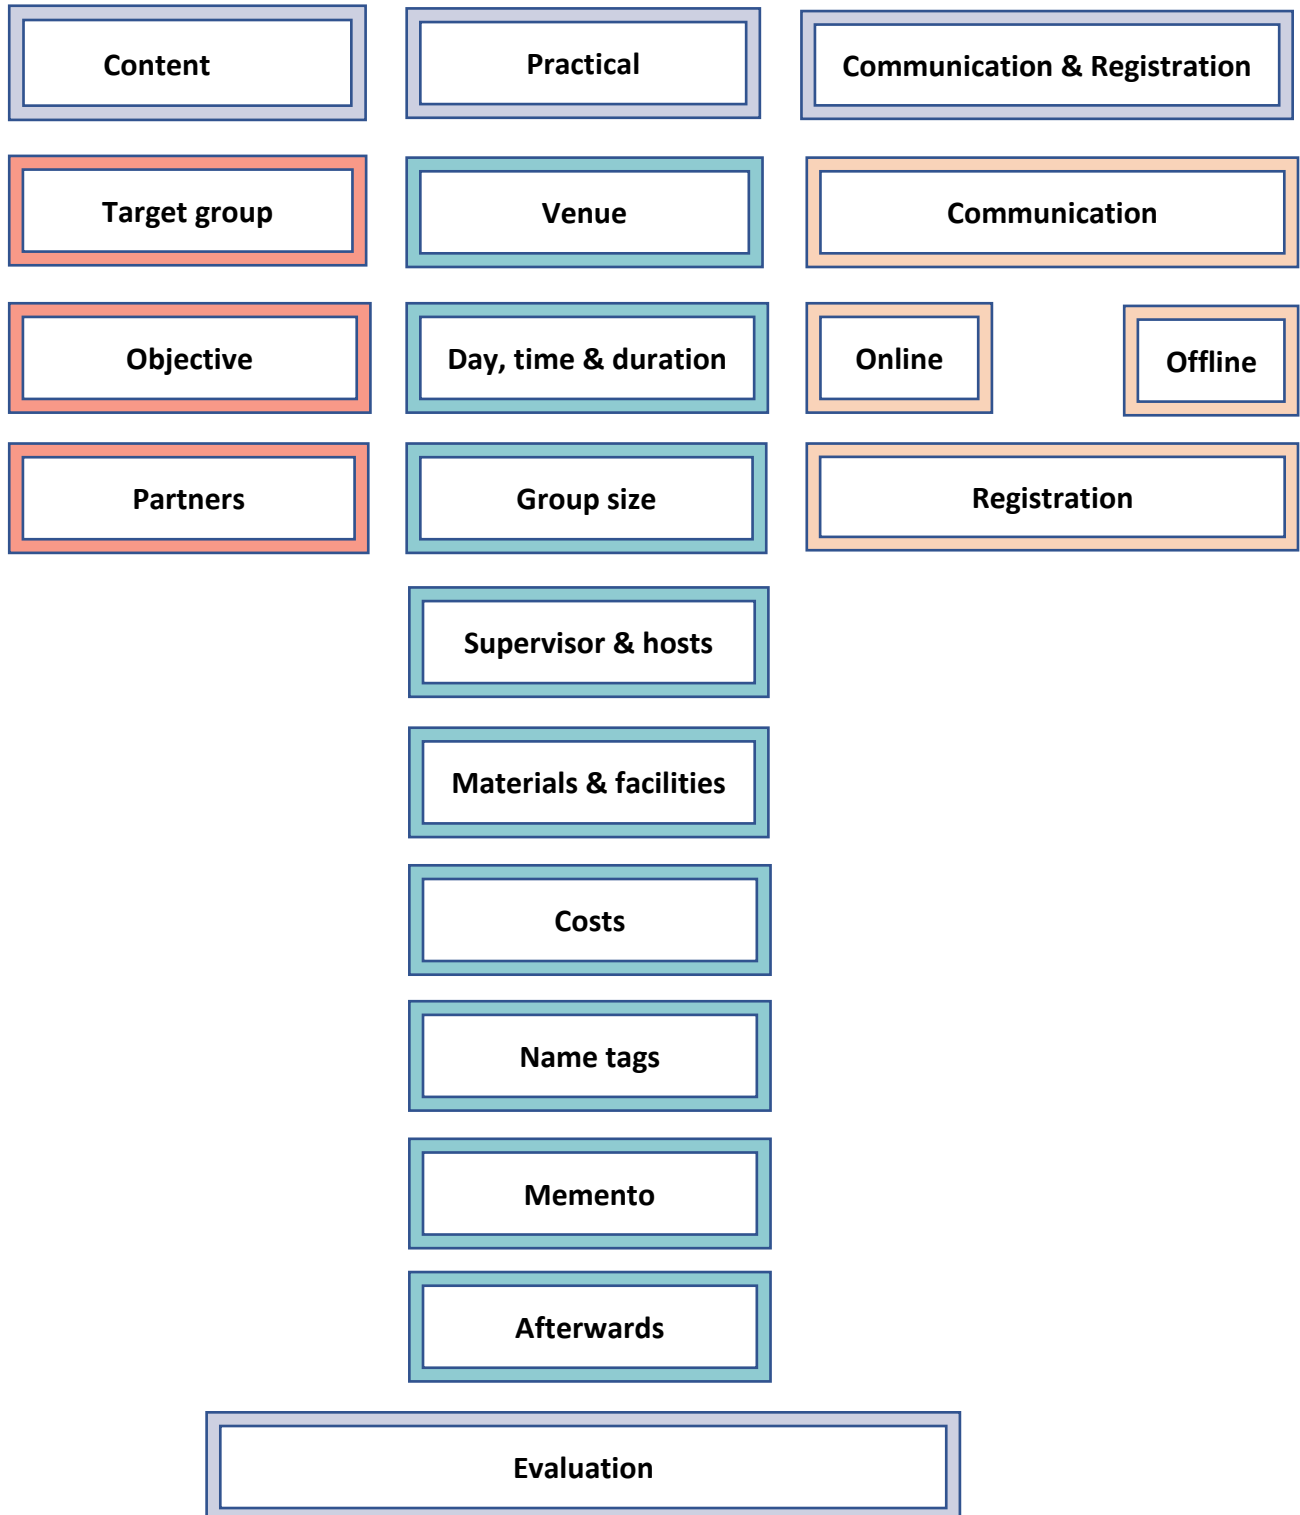 Content
Practical
Communication & Registration
Target group
Venue
Communication
Objective
Day, time & duration
Online
Offline
Partners
Group size
Registration
Supervisor & hosts
Materials & facilities
Costs
Name tags
Memento
Afterwards
Evaluation